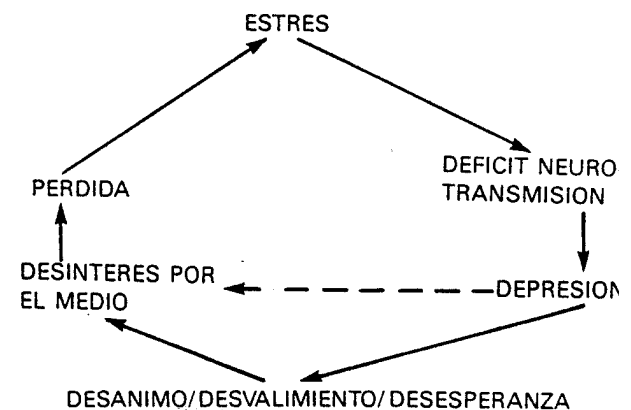 ESTRES
DEFICIT NEURO-
TRANSMISION
PERDIDA
DESINTERES POR
EL MEDIO
DEPRESION
DESANIMO/DESVALIMIENTO/DESESPERANZA